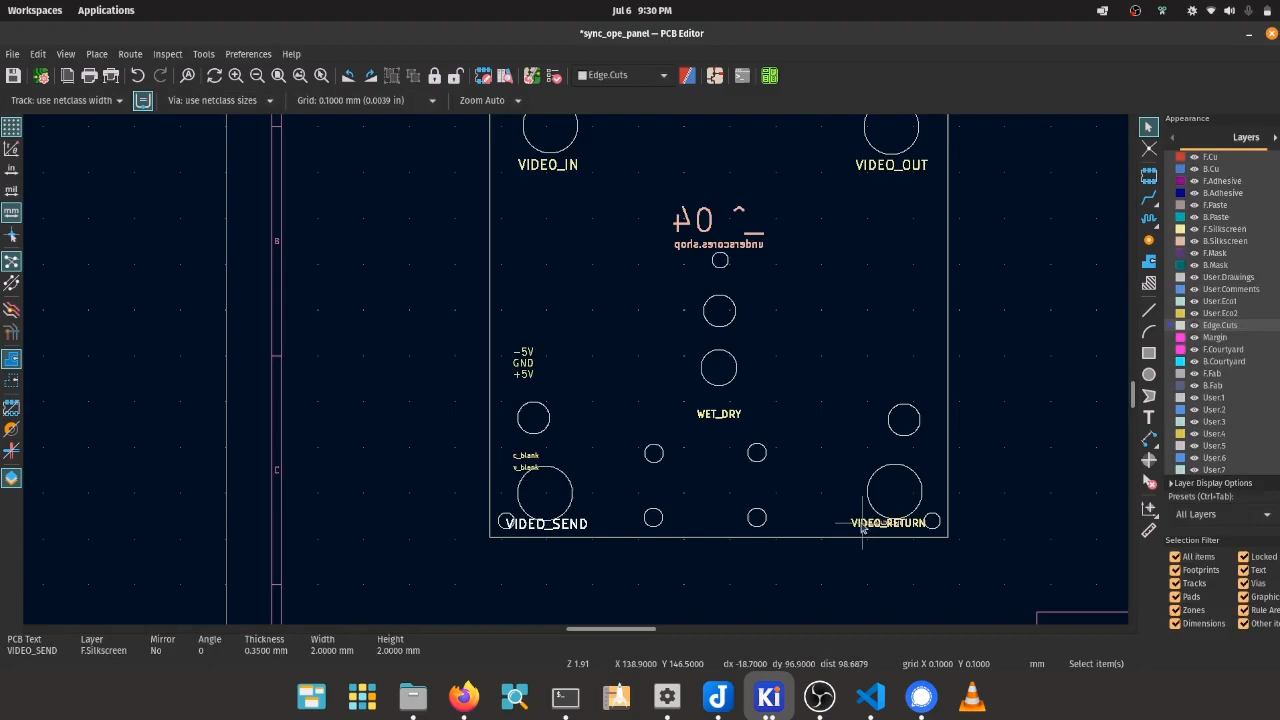 Workspaces Applications Jul 6 9:30 PM
*sync_ope_panel — PCB Editor
File Edit View Place Route Inspect Tools Preferences Help
Edge.Cuts
Track: use netclass width Via: use netclass sizes Grid: 0.1000 mm (0.0039 in) Zoom Auto
Appearance
Layers
F.Cu
B.Cu
F.Adhesive
B.Adhesive
F.Paste
B.Paste
F.Silkscreen
B.Silkscreen
F.Mask
B.Mask
User.Drawings
User.Comments
User.Eco1
User.Eco2
Edge.Cuts
Margin
F.Courtyard
B.Courtyard
F.Fab
B.Fab
User.1
User.2
User.3
User.4
User.5
User.6
User.7
Layer Display Options
Presets (Ctrl+Tab):
All Layers
Selection Filter
All items Locked
Footprints Text
Tracks Vias
Pads Graphic
Zones Rule Are
Dimensions Other it
in
mil
mm
B
C
VIDEO_IN VIDEO_OUT
_^ 04
underscores.shop
-5V
GND
+5V
WET_DRY
c_blank
v_blank
VIDEO_SEND VIDEO_RETURN
PCB Text Layer Mirror Angle Thickness Width Height
VIDEO_SEND F.Silkscreen No 0 0.3500 mm 2.0000 mm 2.0000 mm
Z 1.91 X 138.9000 Y 146.5000 dx -18.7000 dy 96.9000 dist 98.6879 grid X 0.1000 Y 0.1000 mm Select item(s)
Ki